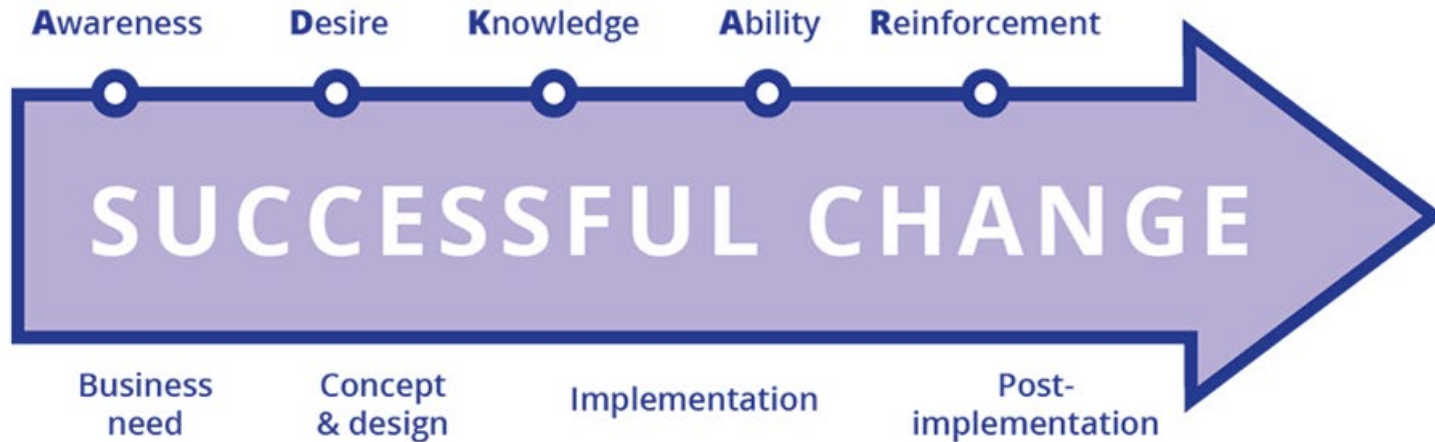 Awareness Desire Knowledge Ability Reinforcement
SUCCESSFUL CHANGE
Business need
Concept & design
Implementation
Post-implementation